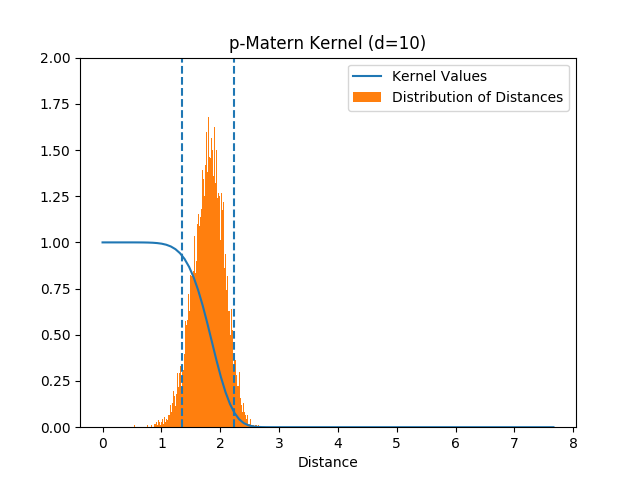 p-Matern Kernel (d=10)
Kernel Values
Distribution of Distances
2.00
1.75
1.50
1.25
1.00
0.75
0.50
0.25
0.00
0 1 2 3 4 5 6 7 8
Distance